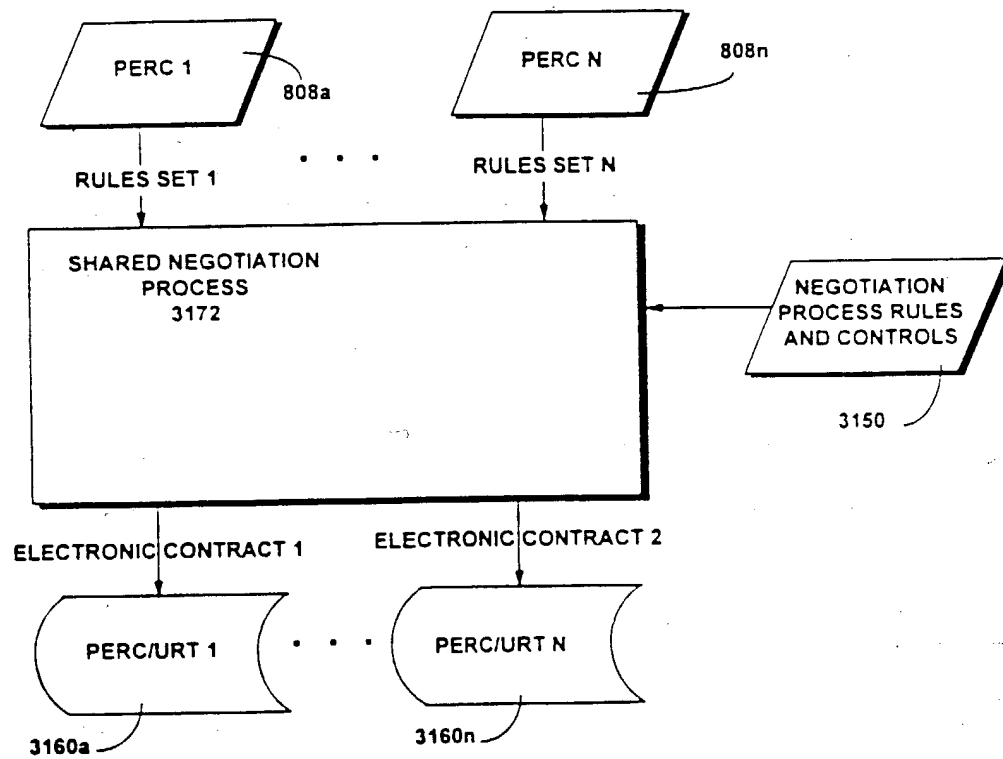 PERC 1
808a
PERC N
808n
RULES SET 1
RULES SET N
SHARED NEGOTIATION
PROCESS
3172
NEGOTIATION
PROCESS RULES
AND CONTROLS
3150
ELECTRONIC CONTRACT 1
ELECTRONIC CONTRACT 2
PERC/URT 1
PERC/URT N
3160a
3160n